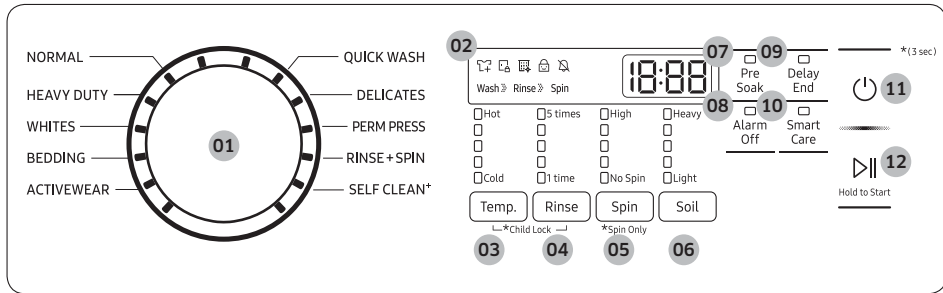 NORMAL
HEAVY DUTY
WHITES
BEDDING
ACTIVEWEAR
01
QUICK WASH
DELICATES
PERM PRESS
RINSE+SPIN
SELF CLEAN+
02
18:88
Wash》 Rinse》 Spin
Hot 5 times High Heavy
Cold 1 time No Spin Light
Temp. Rinse Spin Soil
*Child Lock *Spin Only
03 04 05 06
07 09
Pre Soak
Delay End
08 10
Alarm Off
Smart Care
*(3 sec)
11
12
Hold to Start